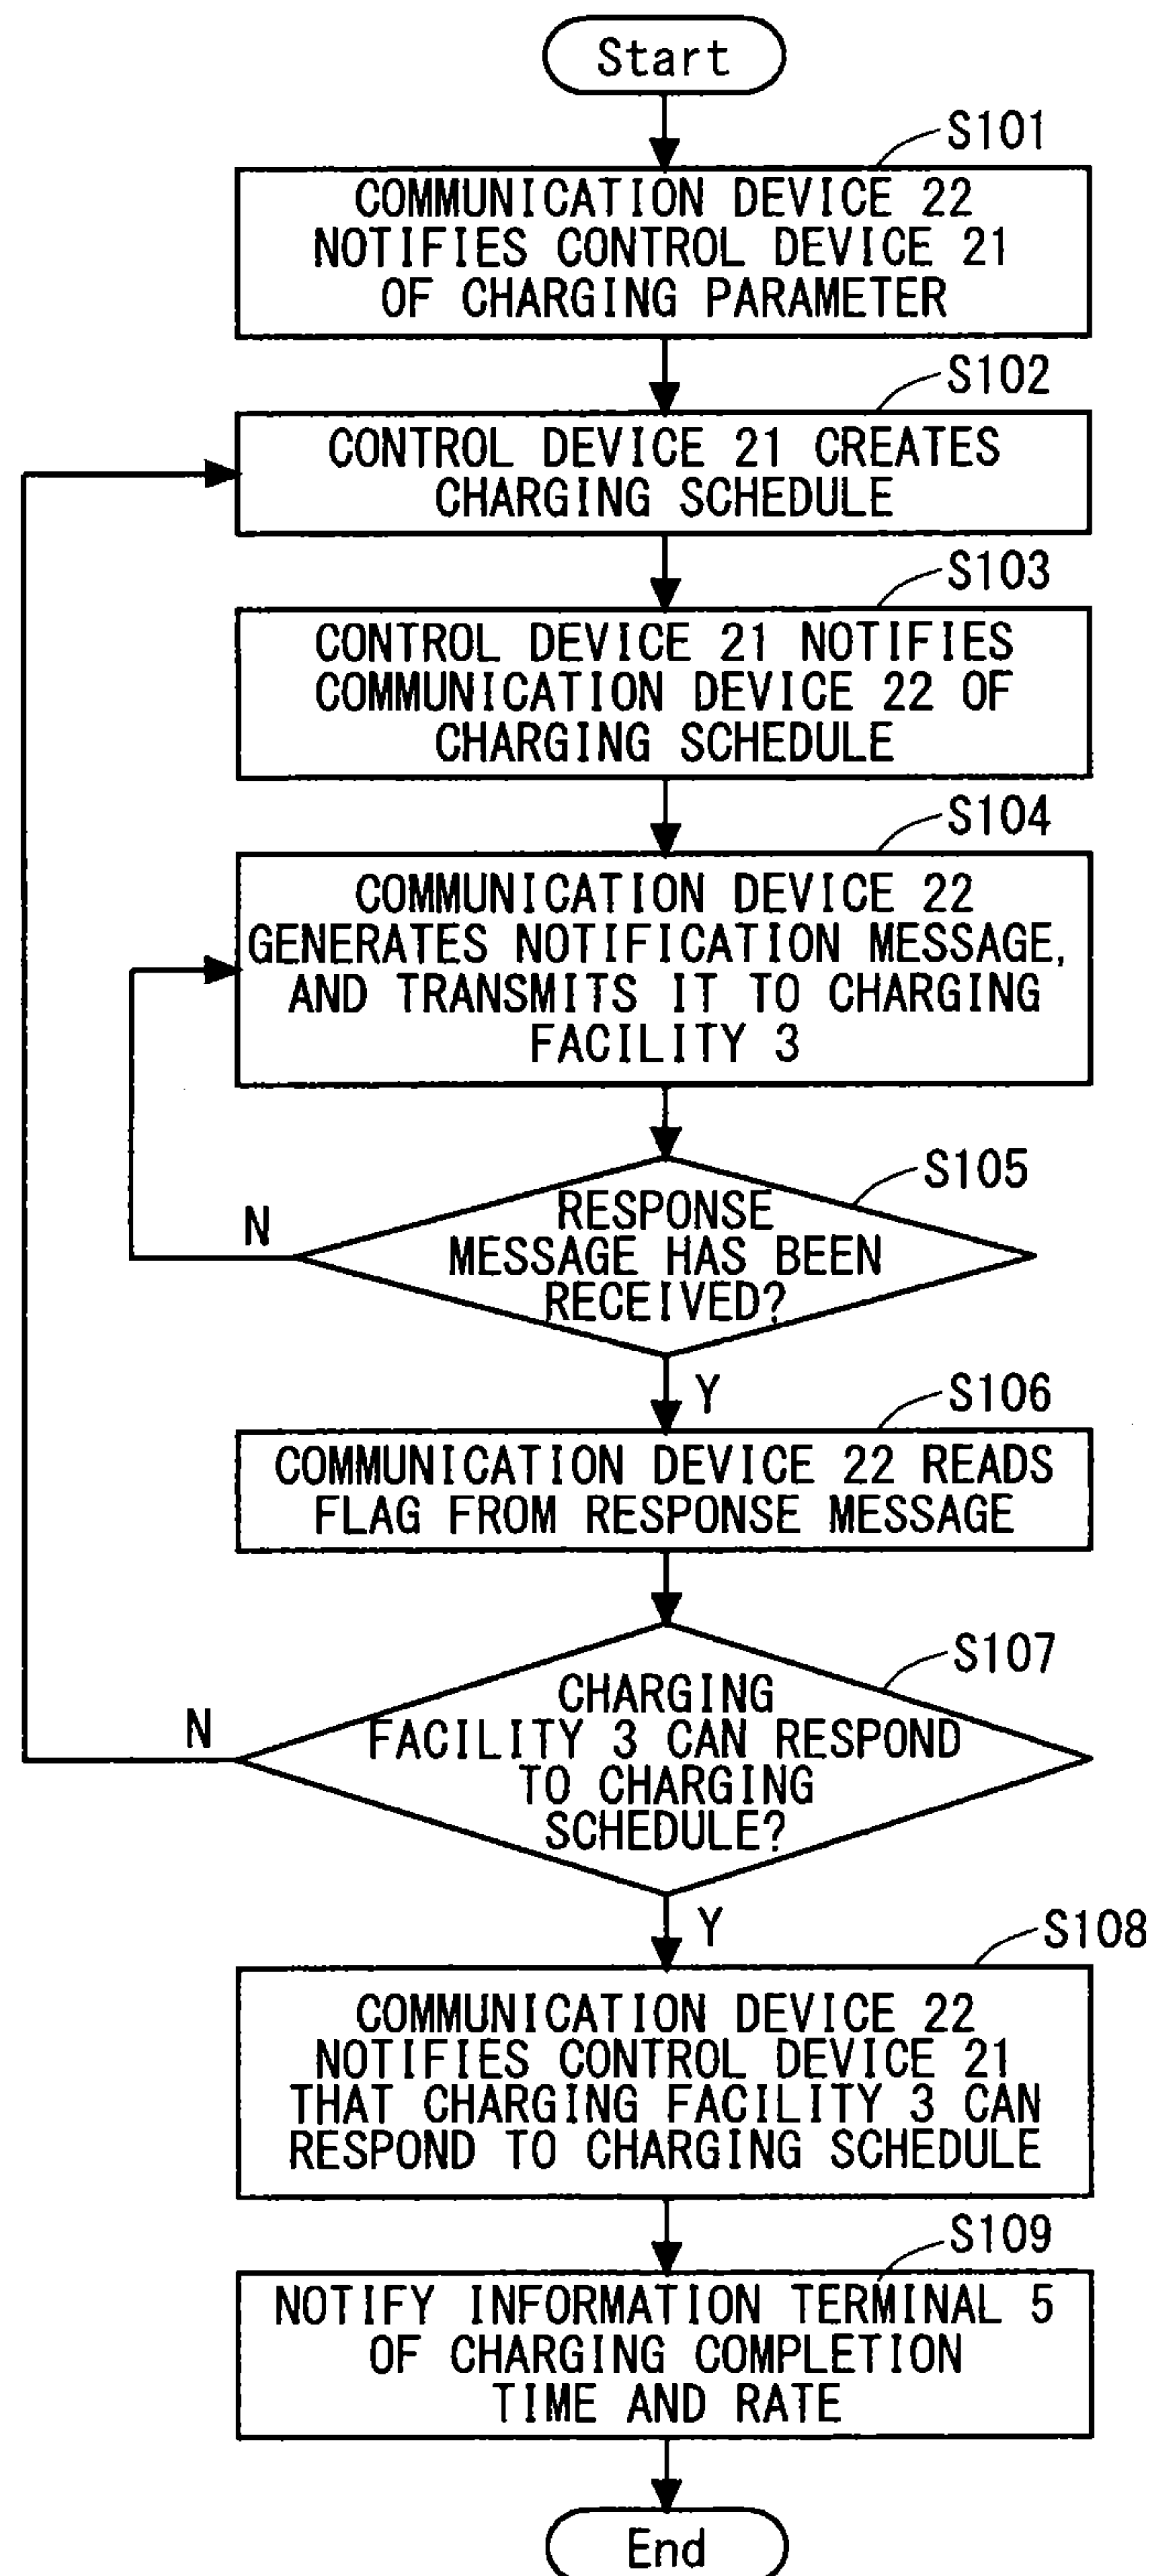 Start
S101
COMMUNICATION DEVICE 22
NOTIFIES CONTROL DEVICE 21
OF CHARGING PARAMETER
S102
CONTROL DEVICE 21 CREATES
CHARGING SCHEDULE
S103
CONTROL DEVICE 21 NOTIFIES
COMMUNICATION DEVICE 22 OF
CHARGING SCHEDULE
S104
COMMUNICATION DEVICE 22
GENERATES NOTIFICATION MESSAGE,
AND TRANSMITS IT TO CHARGING
FACILITY 3
S105
RESPONSE
MESSAGE HAS BEEN
RECEIVED?
N
Y
S106
COMMUNICATION DEVICE 22 READS
FLAG FROM RESPONSE MESSAGE
S107
CHARGING
FACILITY 3 CAN RESPOND
TO CHARGING
SCHEDULE?
N
Y
S108
COMMUNICATION DEVICE 22
NOTIFIES CONTROL DEVICE 21
THAT CHARGING FACILITY 3 CAN
RESPOND TO CHARGING SCHEDULE
S109
NOTIFY INFORMATION TERMINAL 5
OF CHARGING COMPLETION
TIME AND RATE
End